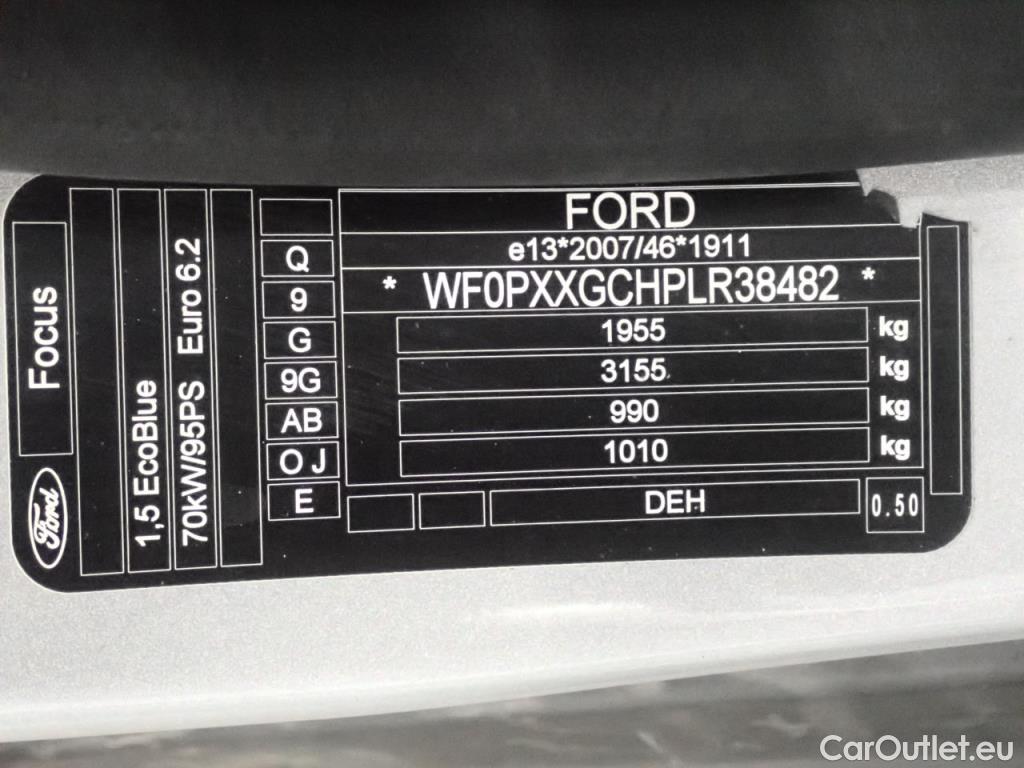 FORD
e13*2007/46*1911
* WF0PXXGCHPLR38482 *
1955 kg
3155 kg
990 kg
1010 kg
DEH
0.50
Q
9
G
9G
AB
O J
E
Focus
Ford
1,5 EcoBlue
70kW/95PS Euro 6.2
CarOutlet.eu